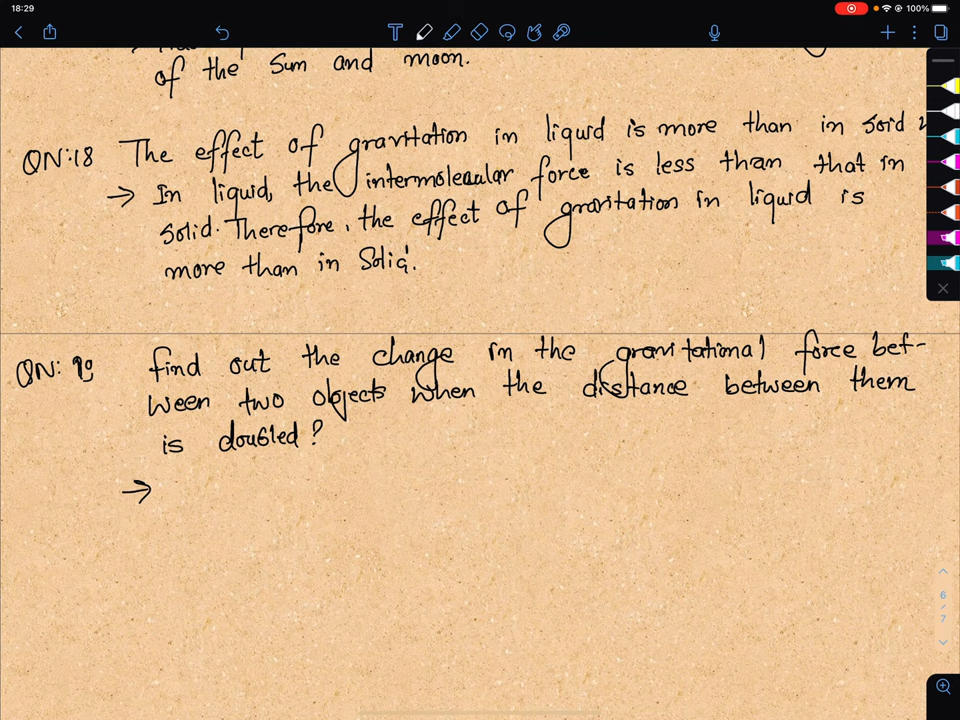 18:29
100%
of the Sun and moon.
QN:18 The effect of gravitation in liquid is more than in soid
→ In liquid, the intermolecular force is less than that in
solid. Therefore, the effect of gravitation in liquid is
more than in Solid.
QN: 19 find out the change in the gravitational force bet-
ween two objects when the distance between them
is doubled?
→
6
/
7